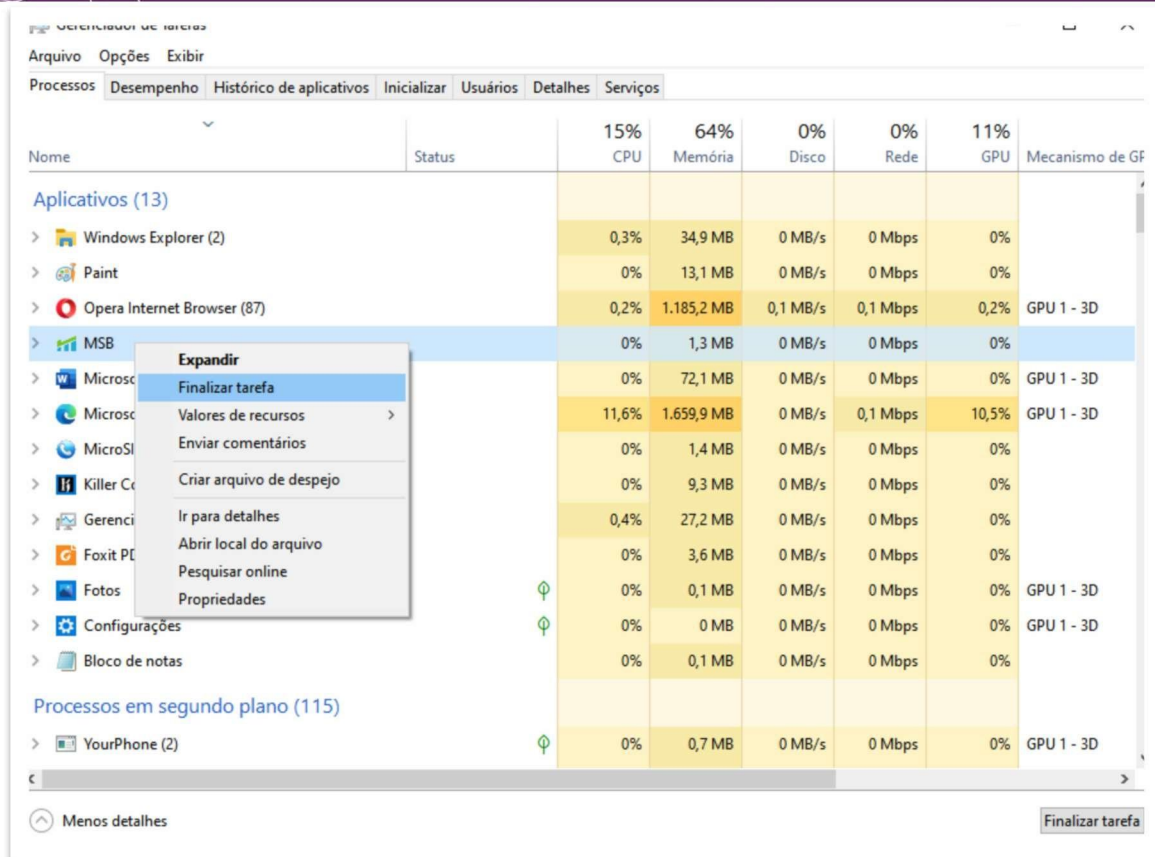 Gerenciador de Tarefas
Arquivo Opções Exibir
Processos Desempenho Histórico de aplicativos Inicializar Usuários Detalhes Serviços
15% 64% 0% 0% 11%
Nome Status CPU Memória Disco Rede GPU Mecanismo de GP
Aplicativos (13)
Windows Explorer (2) 0,3% 34,9 MB 0 MB/s 0 Mbps 0%
Paint 0% 13,1 MB 0 MB/s 0 Mbps 0%
Opera Internet Browser (87) 0,2% 1.185,2 MB 0,1 MB/s 0,1 Mbps 0,2% GPU 1 - 3D
MSB 0% 1,3 MB 0 MB/s 0 Mbps 0%
Microsc 0% 72,1 MB 0 MB/s 0 Mbps 0% GPU 1 - 3D
Microsc 11,6% 1.659,9 MB 0 MB/s 0,1 Mbps 10,5% GPU 1 - 3D
MicroSl 0% 1,4 MB 0 MB/s 0 Mbps 0%
Killer Co 0% 9,3 MB 0 MB/s 0 Mbps 0%
Gerenci 0,4% 27,2 MB 0 MB/s 0 Mbps 0%
Foxit PD 0% 3,6 MB 0 MB/s 0 Mbps 0%
Fotos 0% 0,1 MB 0 MB/s 0 Mbps 0% GPU 1 - 3D
Configurações 0% 0 MB 0 MB/s 0 Mbps 0% GPU 1 - 3D
Bloco de notas 0% 0,1 MB 0 MB/s 0 Mbps 0%
Expandir
Finalizar tarefa
Valores de recursos
Enviar comentários
Criar arquivo de despejo
Ir para detalhes
Abrir local do arquivo
Pesquisar online
Propriedades
Processos em segundo plano (115)
YourPhone (2) 0% 0,7 MB 0 MB/s 0 Mbps 0% GPU 1 - 3D
Menos detalhes
Finalizar tarefa